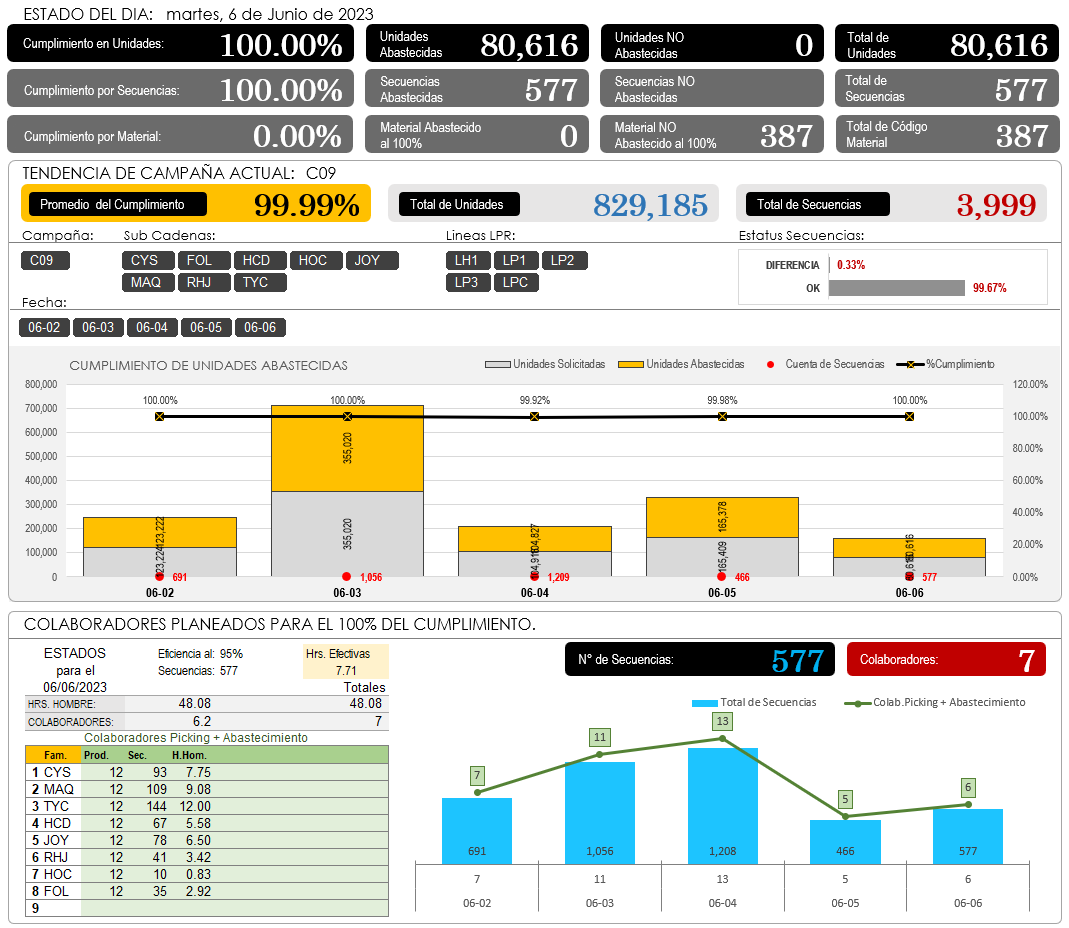 ESTADO DEL DIA: martes, 6 de Junio de 2023
Cumplimiento en Unidades: 100.00%
Unidades Abastecidas 80,616
Unidades NO Abastecidas 0
Total de Unidades 80,616
Cumplimiento por Secuencias: 100.00%
Secuencias Abastecidas 577
Secuencias NO Abastecidas
Total de Secuencias 577
Cumplimiento por Material: 0.00%
Material Abastecido al 100% 0
Material NO Abastecido al 100% 387
Total de Código Material 387
TENDENCIA DE CAMPAÑA ACTUAL: C09
Promedio del Cumplimiento 99.99%
Total de Unidades 829,185
Total de Secuencias 3,999
Campaña: Sub Cadenas: Lineas LPR: Estatus Secuencias:
C09 CYS FOL HCD HOC JOY LH1 LP1 LP2
MAQ RHJ TYC LP3 LPC
DIFERENCIA 0.33%
OK 99.67%
Fecha:
06-02 06-03 06-04 06-05 06-06
CUMPLIMIENTO DE UNIDADES ABASTECIDAS
Unidades Solicitadas Unidades Abastecidas Cuenta de Secuencias %Cumplimiento
800,000 120.00%
700,000 100.00%
600,000 80.00%
500,000 60.00%
400,000 40.00%
300,000 20.00%
200,000 0.00%
100,000
0
100.00% 100.00% 99.92% 99.98% 100.00%
123,222 355,020 104,827 165,378 80,616
123,224 355,020 165,409
691 1,056 1,209 466 577
06-02 06-03 06-04 06-05 06-06
COLABORADORES PLANEADOS PARA EL 100% DEL CUMPLIMIENTO.
ESTADOS para el 06/06/2023
Eficiencia al: 95%
Secuencias: 577
Hrs. Efectivas
7.71
Totales
HRS. HOMBRE: 48.08 48.08
COLABORADORES: 6.2 7
Colaboradores Picking + Abastecimiento
Fam. Prod. Sec. H.Hom.
1 CYS 12 93 7.75
2 MAQ 12 109 9.08
3 TYC 12 144 12.00
4 HCD 12 67 5.58
5 JOY 12 78 6.50
6 RHJ 12 41 3.42
7 HOC 12 10 0.83
8 FOL 12 35 2.92
9
N° de Secuencias: 577
Colaboradores: 7
Total de Secuencias Colab.Picking + Abastecimiento
7 11 13 5 6
691 1,056 1,208 466 577
7 11 13 5 6
06-02 06-03 06-04 06-05 06-06